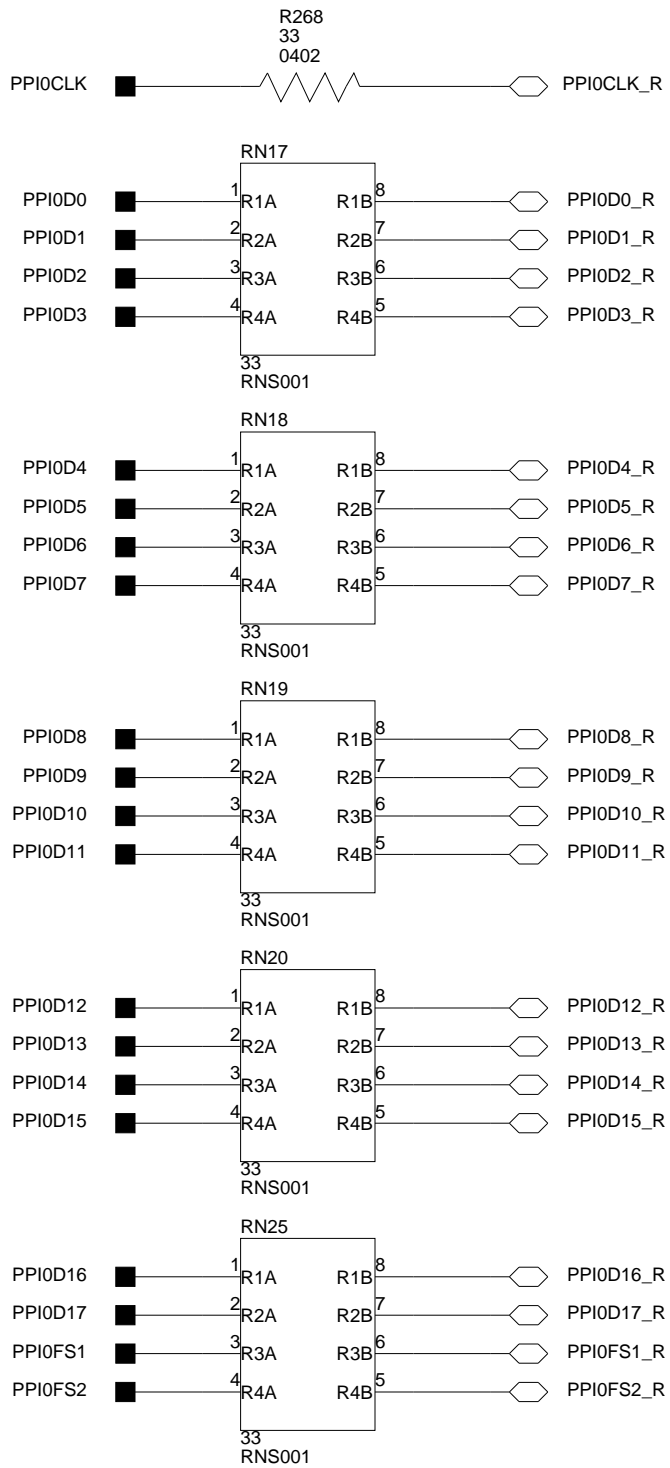 R268
33
0402
PPI0CLK PPI0CLK_R
RN17
PPI0D0 1 R1A R1B 8 PPI0D0_R
PPI0D1 2 R2A R2B 7 PPI0D1_R
PPI0D2 3 R3A R3B 6 PPI0D2_R
PPI0D3 4 R4A R4B 5 PPI0D3_R
33
RNS001
RN18
PPI0D4 1 R1A R1B 8 PPI0D4_R
PPI0D5 2 R2A R2B 7 PPI0D5_R
PPI0D6 3 R3A R3B 6 PPI0D6_R
PPI0D7 4 R4A R4B 5 PPI0D7_R
33
RNS001
RN19
PPI0D8 1 R1A R1B 8 PPI0D8_R
PPI0D9 2 R2A R2B 7 PPI0D9_R
PPI0D10 3 R3A R3B 6 PPI0D10_R
PPI0D11 4 R4A R4B 5 PPI0D11_R
33
RNS001
RN20
PPI0D12 1 R1A R1B 8 PPI0D12_R
PPI0D13 2 R2A R2B 7 PPI0D13_R
PPI0D14 3 R3A R3B 6 PPI0D14_R
PPI0D15 4 R4A R4B 5 PPI0D15_R
33
RNS001
RN25
PPI0D16 1 R1A R1B 8 PPI0D16_R
PPI0D17 2 R2A R2B 7 PPI0D17_R
PPI0FS1 3 R3A R3B 6 PPI0FS1_R
PPI0FS2 4 R4A R4B 5 PPI0FS2_R
33
RNS001